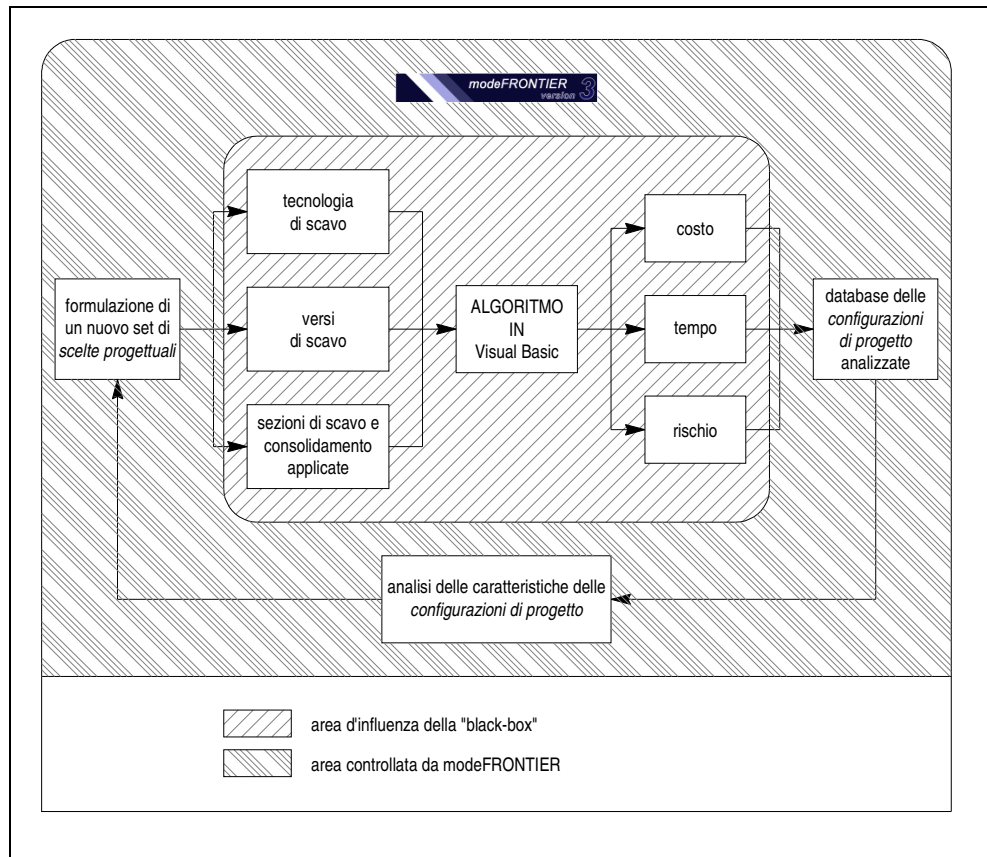 modeFRONTIER
version 3
tecnologia
di scavo
costo
formulazione di
un nuovo set di
scelte progettuali
versi
di scavo
ALGORITMO
IN
Visual Basic
tempo
database delle
configurazioni
di progetto
analizzate
sezioni di scavo e
consolidamento
applicate
rischio
analisi delle caratteristiche delle
configurazioni di progetto
area d'influenza della "black-box"
area controllata da modeFRONTIER